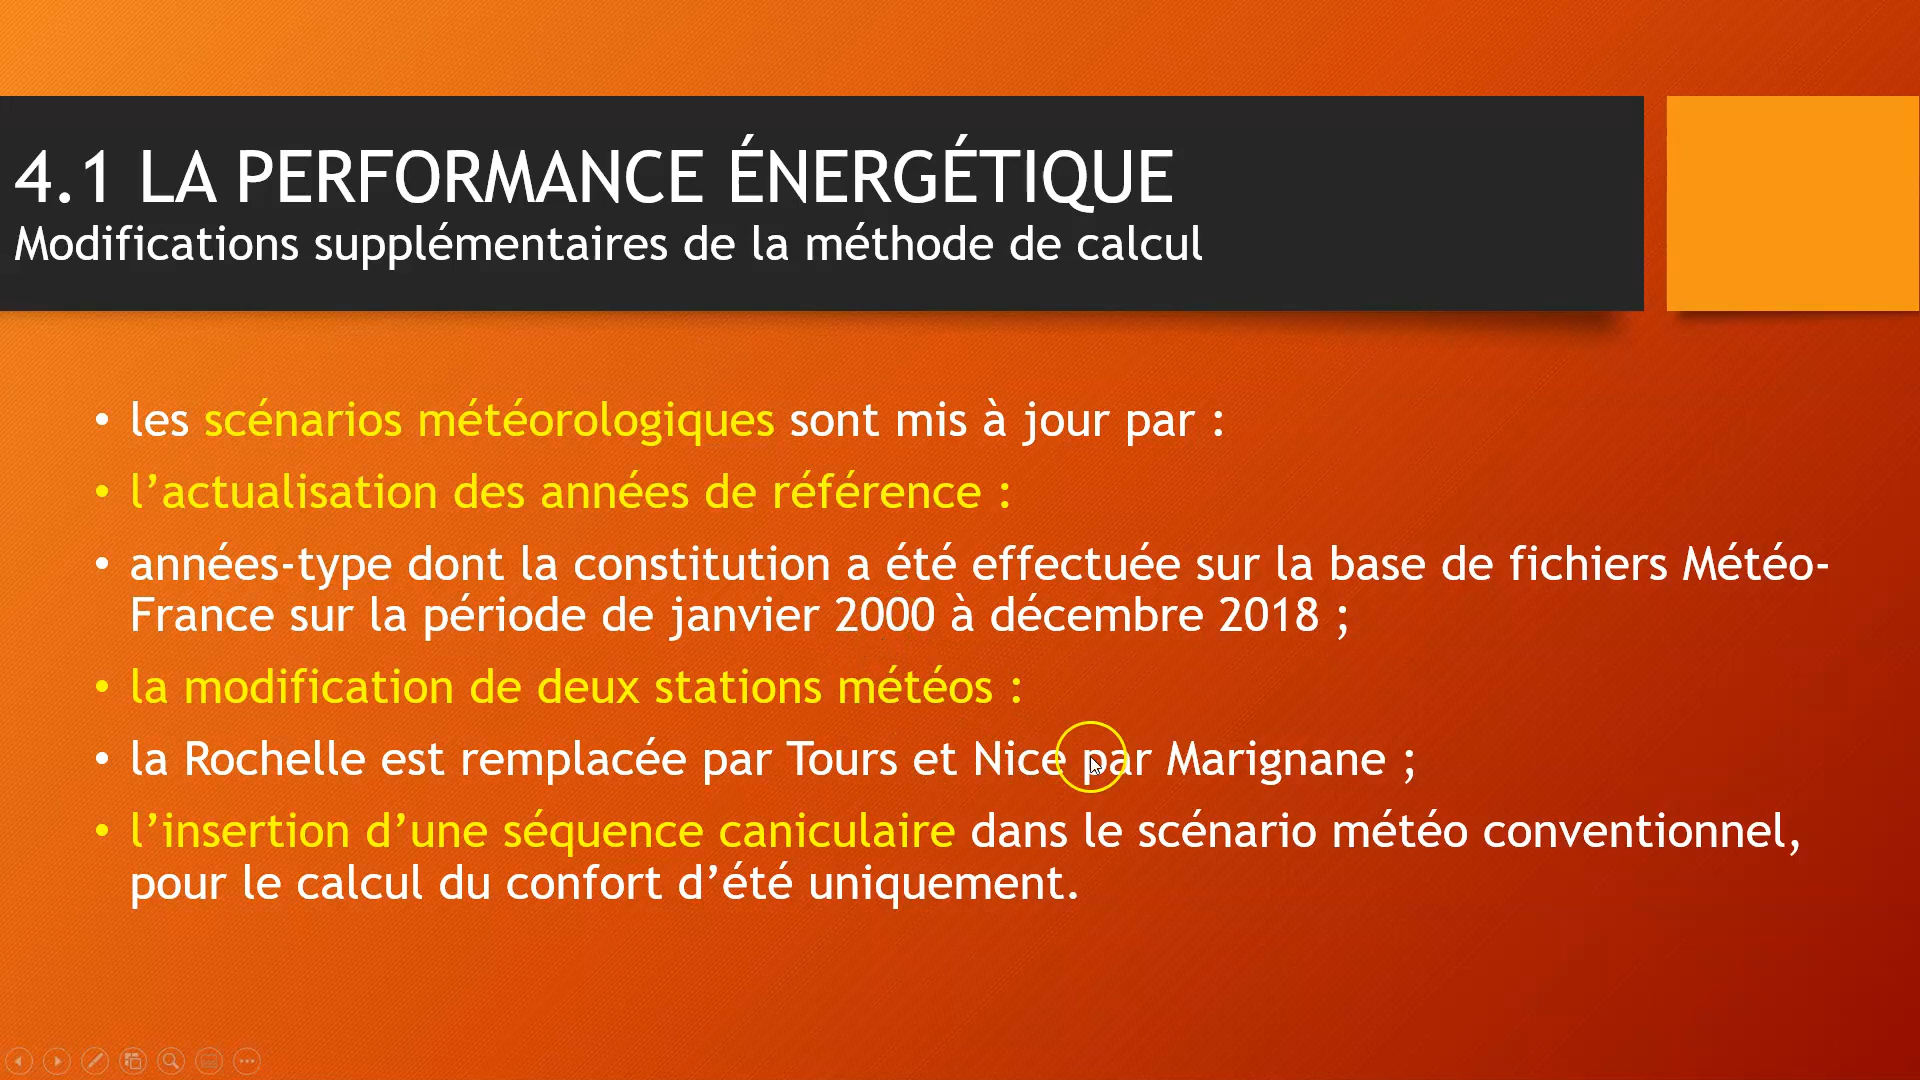 4.1 LA PERFORMANCE ÉNERGÉTIQUE
Modifications supplémentaires de la méthode de calcul
• les scénarios météorologiques sont mis à jour par :
• l’actualisation des années de référence :
• années-type dont la constitution a été effectuée sur la base de fichiers Météo-
France sur la période de janvier 2000 à décembre 2018 ;
• la modification de deux stations météos :
• la Rochelle est remplacée par Tours et Nice par Marignane ;
• l’insertion d’une séquence caniculaire dans le scénario météo conventionnel,
pour le calcul du confort d’été uniquement.